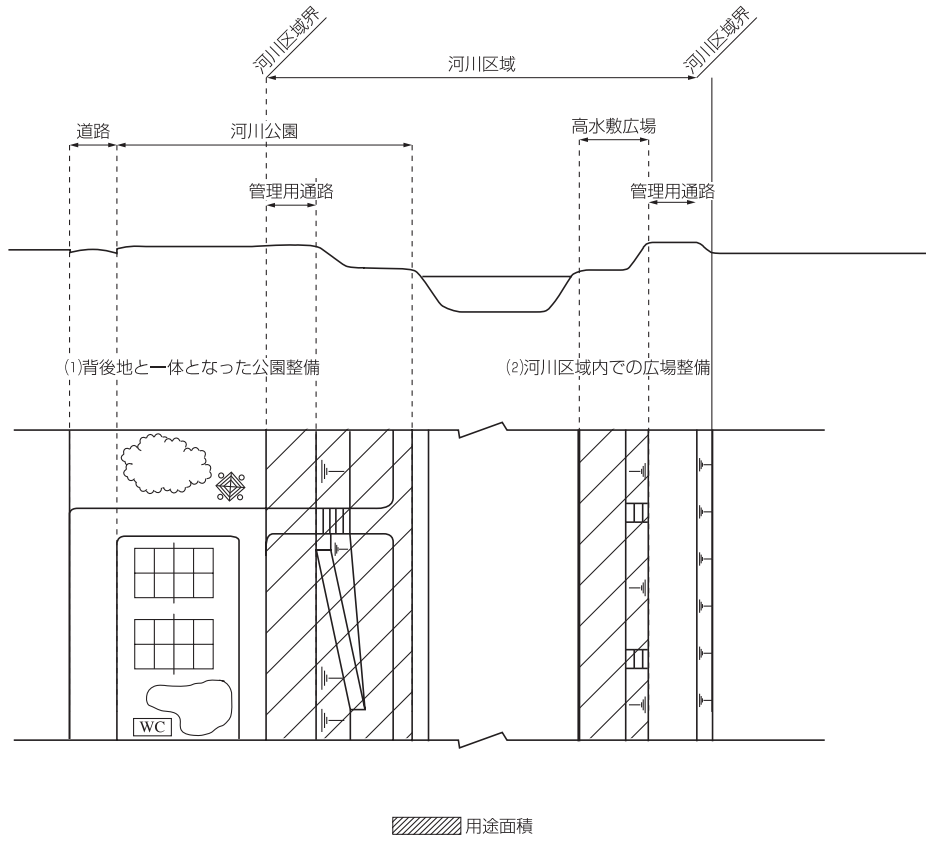 河川区域界
河川区域界
河川区域
高水敷広場
道路
河川公園
管理用通路
管理用通路
(1)背後地と一体となった公園整備
(2)河川区域内での広場整備
WC
用途面積